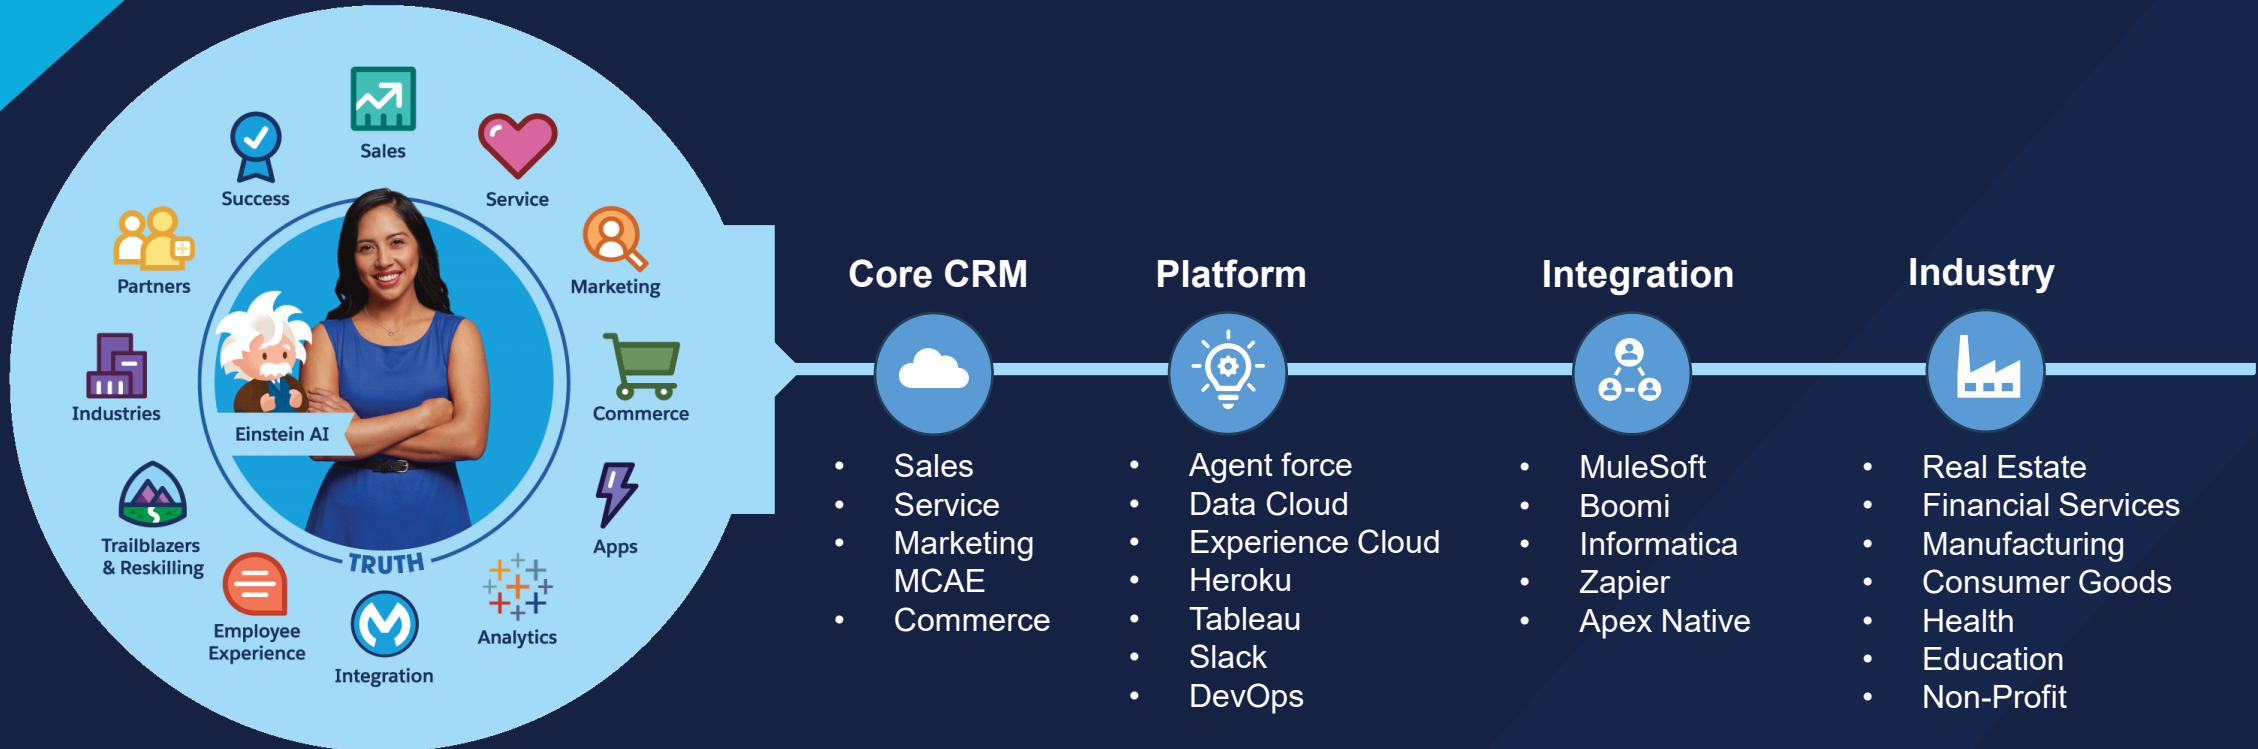 Sales
Service
Marketing
Commerce
Apps
Analytics
Integration
Employee
Experience
Trailblazers
& Reskilling
Industries
Partners
Success
Einstein AI
TRUTH
Core CRM
• Sales
• Service
• Marketing
MCAE
• Commerce
Platform
• Agent force
• Data Cloud
• Experience Cloud
• Heroku
• Tableau
• Slack
• DevOps
Integration
• MuleSoft
• Boomi
• Informatica
• Zapier
• Apex Native
Industry
• Real Estate
• Financial Services
• Manufacturing
• Consumer Goods
• Health
• Education
• Non-Profit